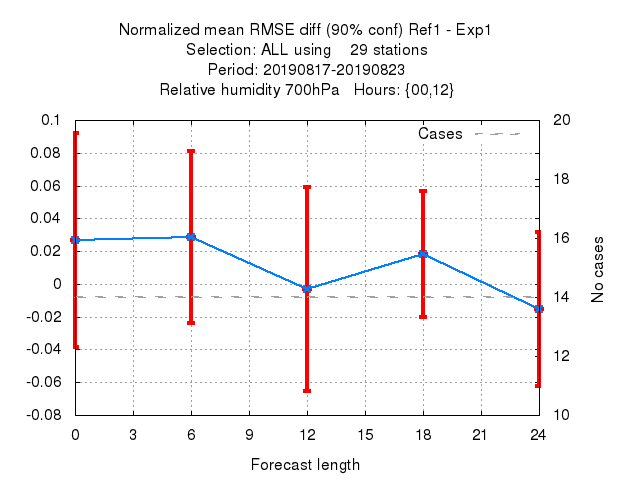 Normalized mean RMSE diff (90% conf) Ref1 - Exp1
Selection: ALL using    29 stations
Period: 20190817-20190823
Relative humidity 700hPa   Hours: {00,12}
0.1
0.08
0.06
0.04
0.02
0
-0.02
-0.04
-0.06
-0.08
Cases
20
18
16
14
12
10
No cases
0 3 6 9 12 15 18 21 24
Forecast length